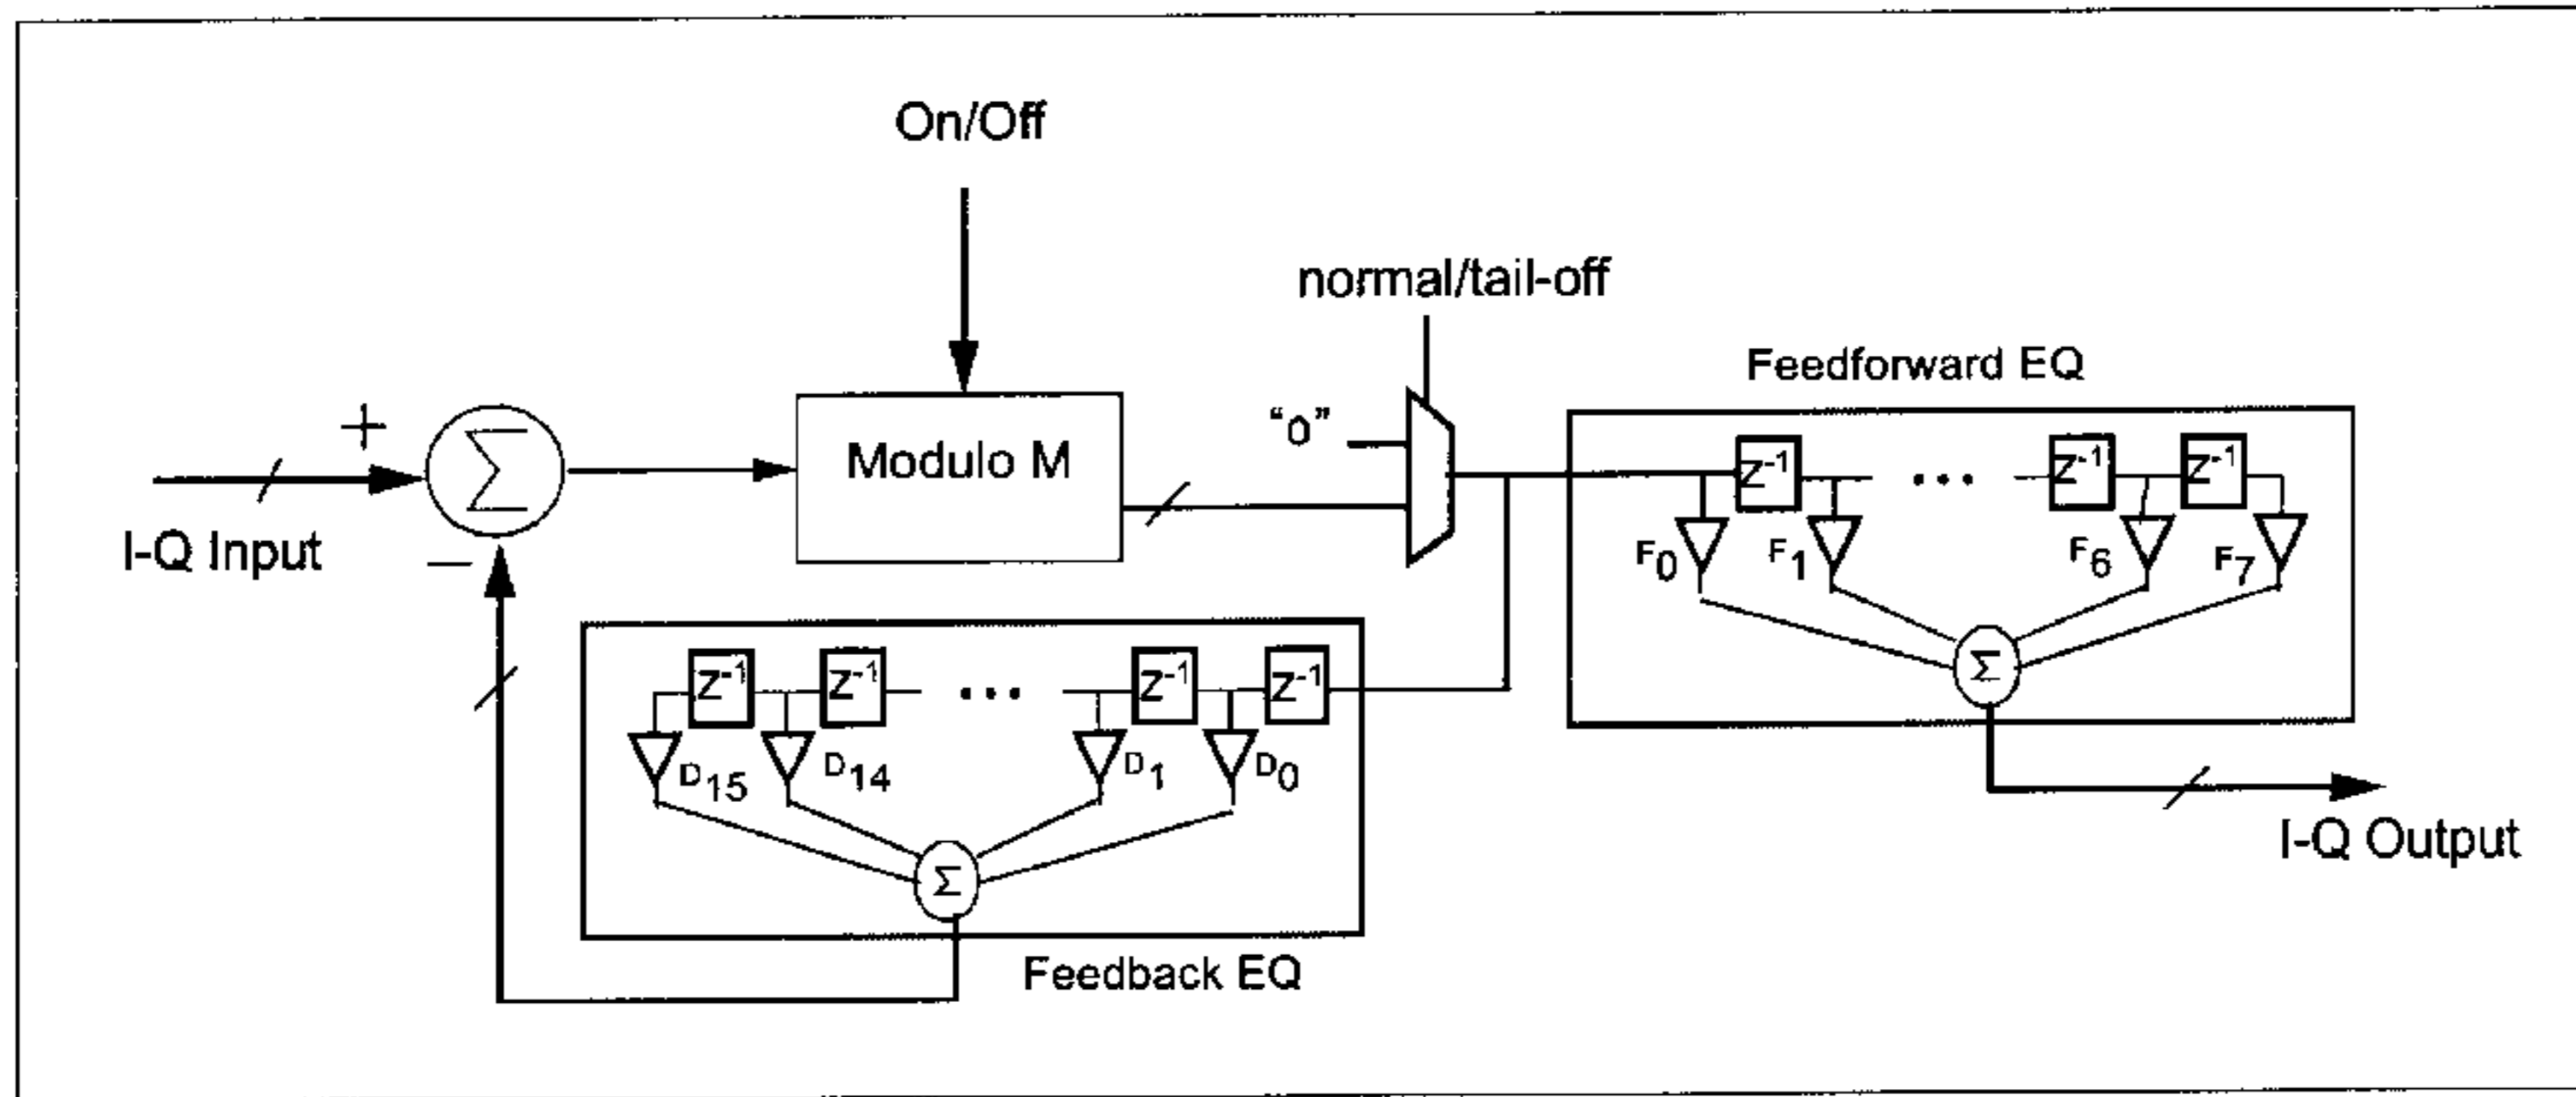 On/Off
normal/tail-off
Feedforward EQ
+
Σ
Modulo M
“0”
Z⁻¹ ... Z⁻¹ Z⁻¹
I-Q Input
−
F₀ F₁ F₆ F₇
Σ
Z⁻¹ Z⁻¹ ... Z⁻¹ Z⁻¹
D₁₅ D₁₄ D₁ D₀
I-Q Output
Σ
Feedback EQ